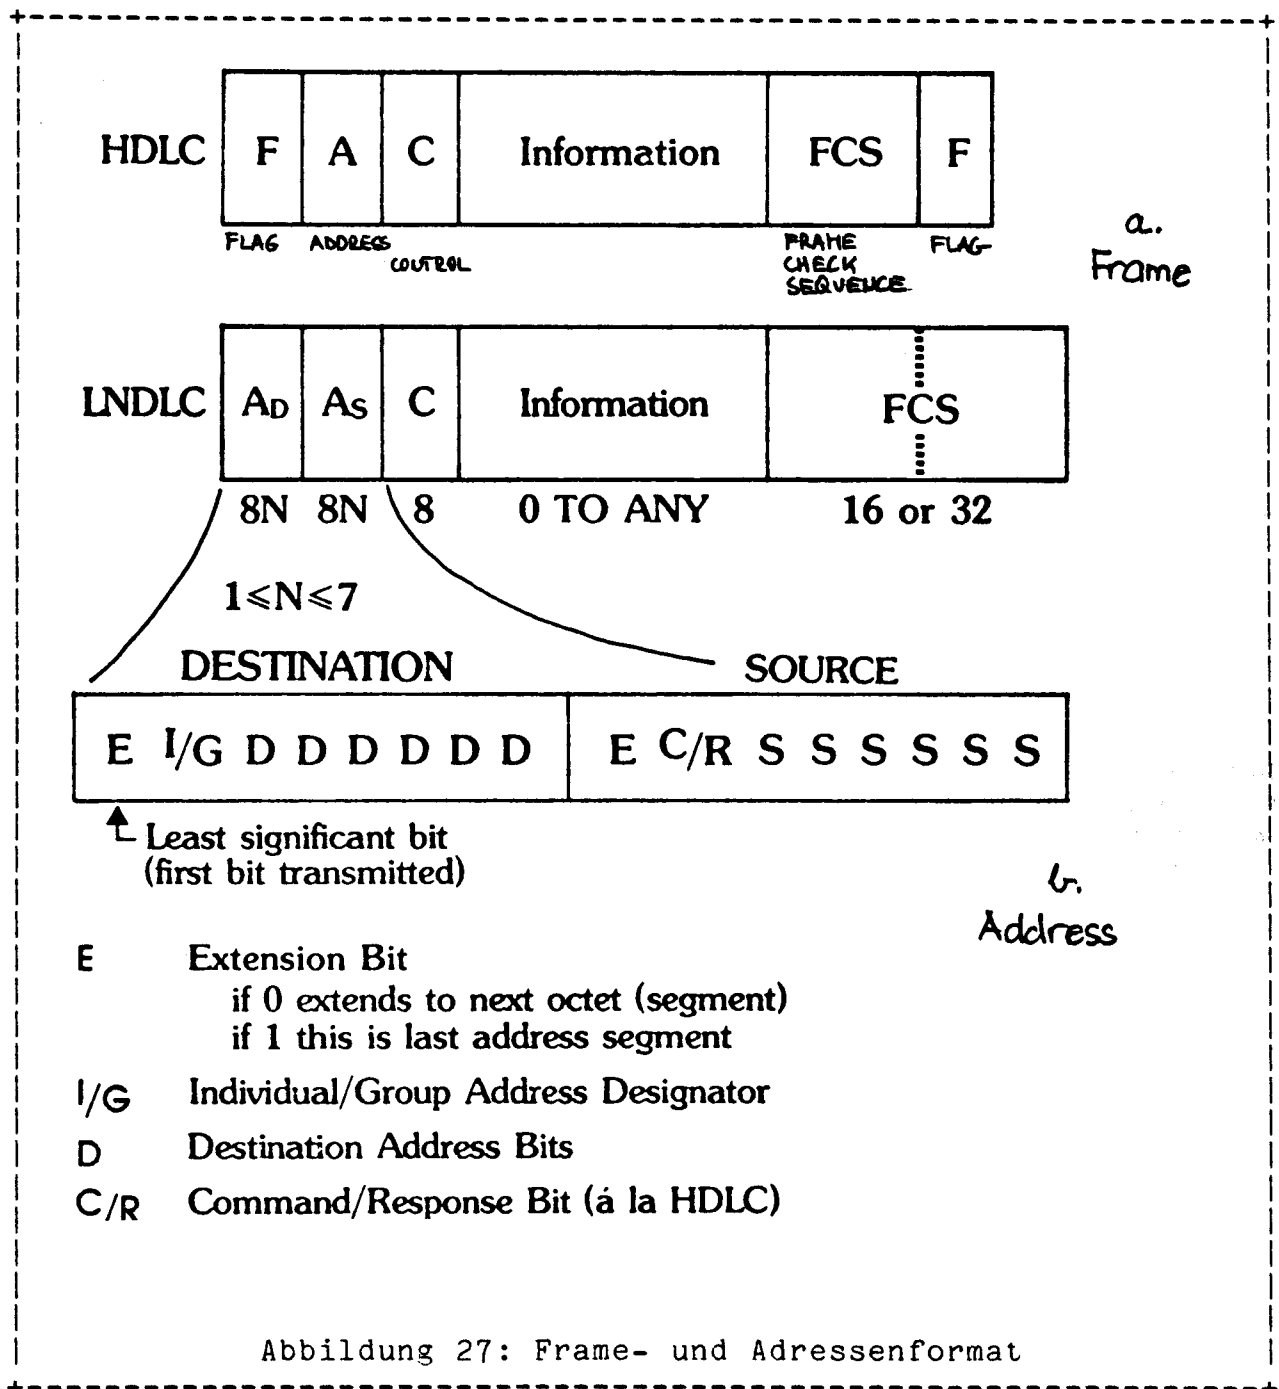 HDLC F A C Information FCS F
FLAG ADDRESS COUTROL FRAME CHECK SEQUENCE FLAG
a.
Frame
LNDLC AD AS C Information FCS
8N 8N 8 0 TO ANY 16 or 32
1≤N≤7
DESTINATION SOURCE
E I/G D D D D D D E C/R S S S S S S
Least significant bit
(first bit transmitted)
b.
Address
E Extension Bit
if 0 extends to next octet (segment)
if 1 this is last address segment
I/G Individual/Group Address Designator
D Destination Address Bits
C/R Command/Response Bit (á la HDLC)
Abbildung 27: Frame- und Adressenformat